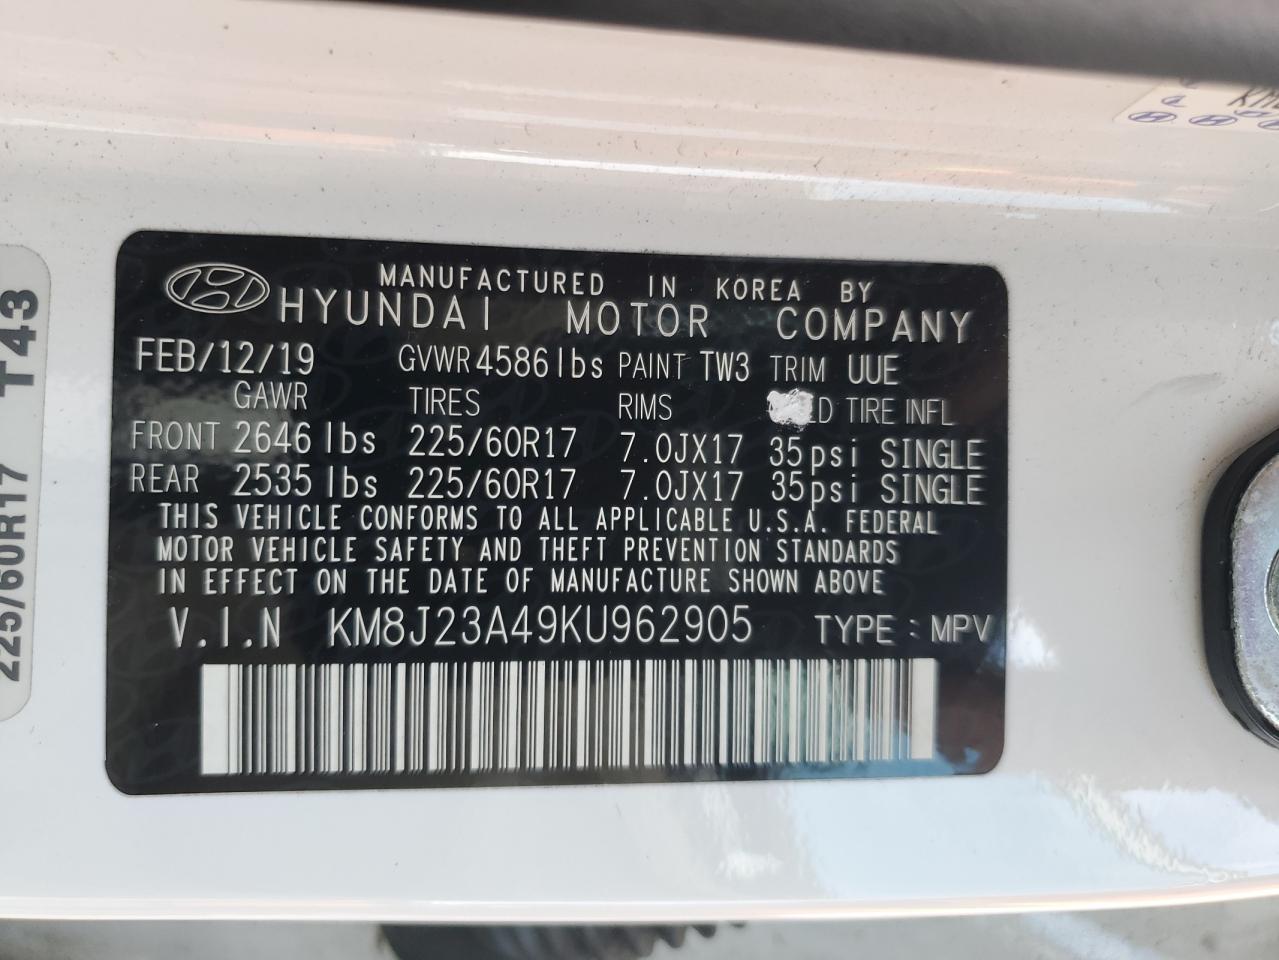 MANUFACTURED IN KOREA BY
HYUNDAI MOTOR COMPANY
FEB/12/19 GVWR 4586lbs PAINT TW3 TRIM UUE
GAWR TIRES RIMS D TIRE INFL
FRONT 2646 lbs 225/60R17 7.0JX17 35psi SINGLE
REAR 2535 lbs 225/60R17 7.0JX17 35psi SINGLE
THIS VEHICLE CONFORMS TO ALL APPLICABLE U.S.A. FEDERAL
MOTOR VEHICLE SAFETY AND THEFT PREVENTION STANDARDS
IN EFFECT ON THE DATE OF MANUFACTURE SHOWN ABOVE
V.I.N KM8J23A49KU962905 TYPE : MPV
225/60R17 T43